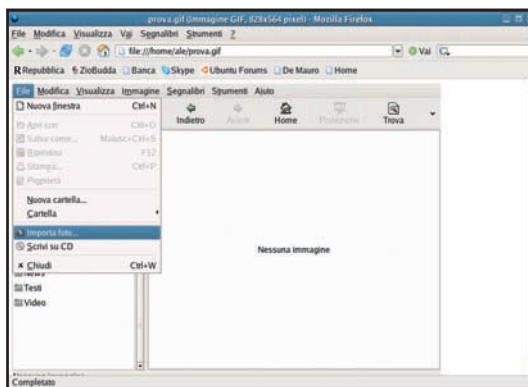 prova.gif (Immagine GIF, 828x564 pixel) - Mozilla Firefox
File Modifica Visualizza Vai Segnalibri Strumenti ?
file:///home/ale/prova.gif Vai
Repubblica ZioBudda Banca Skype Ubuntu Forums De Mauro Home
File Modifica Visualizza Immagine Segnalibri Strumenti Aiuto
Nuova finestra Ctrl+N
Indietro Avanti Home Proiezione Trova
Apri con Ctrl+O
Salva come... Maiusc+Ctrl+S
Ripristina F12
Stampa... Ctrl+P
Proprietà
Nuova cartella...
Cartella
Importa foto...
Scrivi su CD
Nessuna immagine
Chiudi Ctrl+W
News
Testi
Video
Completato